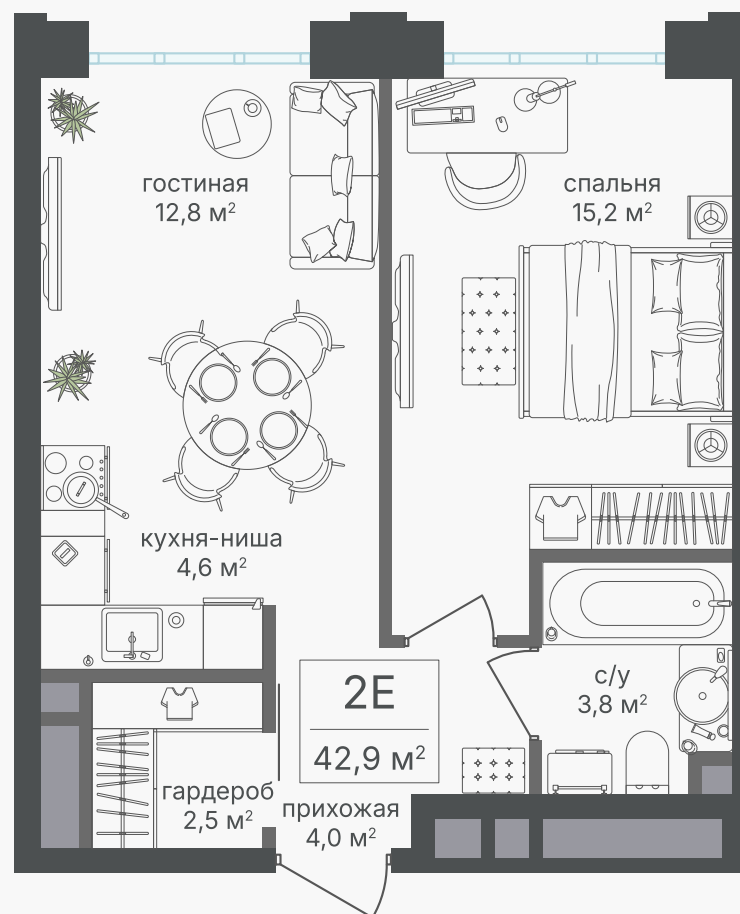 гостиная
12,8 м²
спальня
15,2 м²
кухня-ниша
4,6 м²
2Е
42,9 м²
с/у
3,8 м²
гардероб
2,5 м²
прихожая
4,0 м²